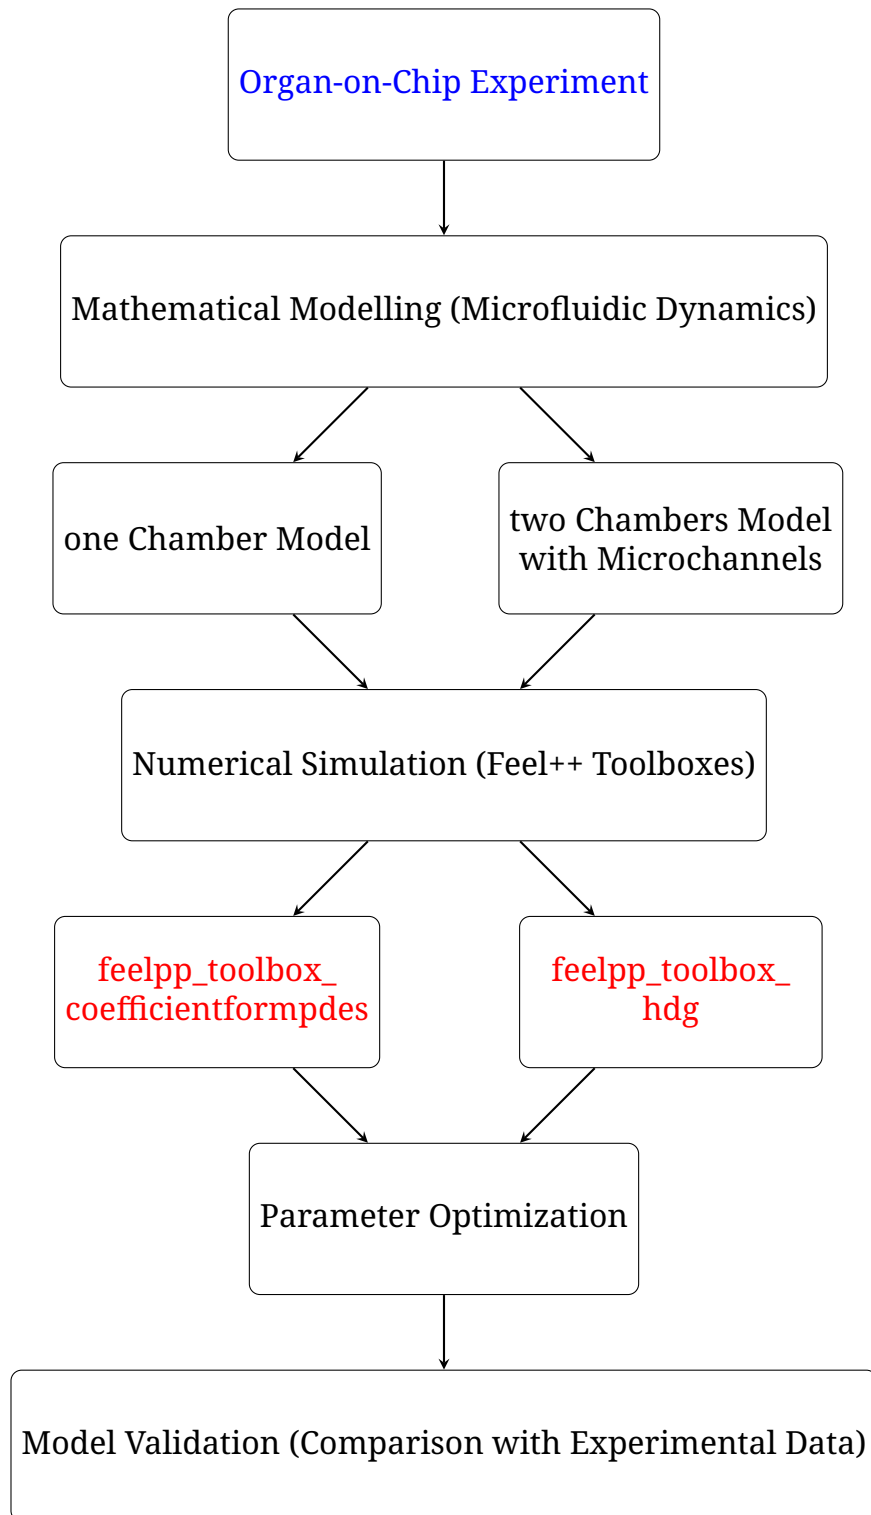 Organ-on-Chip Experiment
Mathematical Modelling (Microfluidic Dynamics)
one Chamber Model
two Chambers Model
with Microchannels
Numerical Simulation (Feel++ Toolboxes)
feelpp_toolbox_
coefficientformpdes
feelpp_toolbox_
hdg
Parameter Optimization
Model Validation (Comparison with Experimental Data)